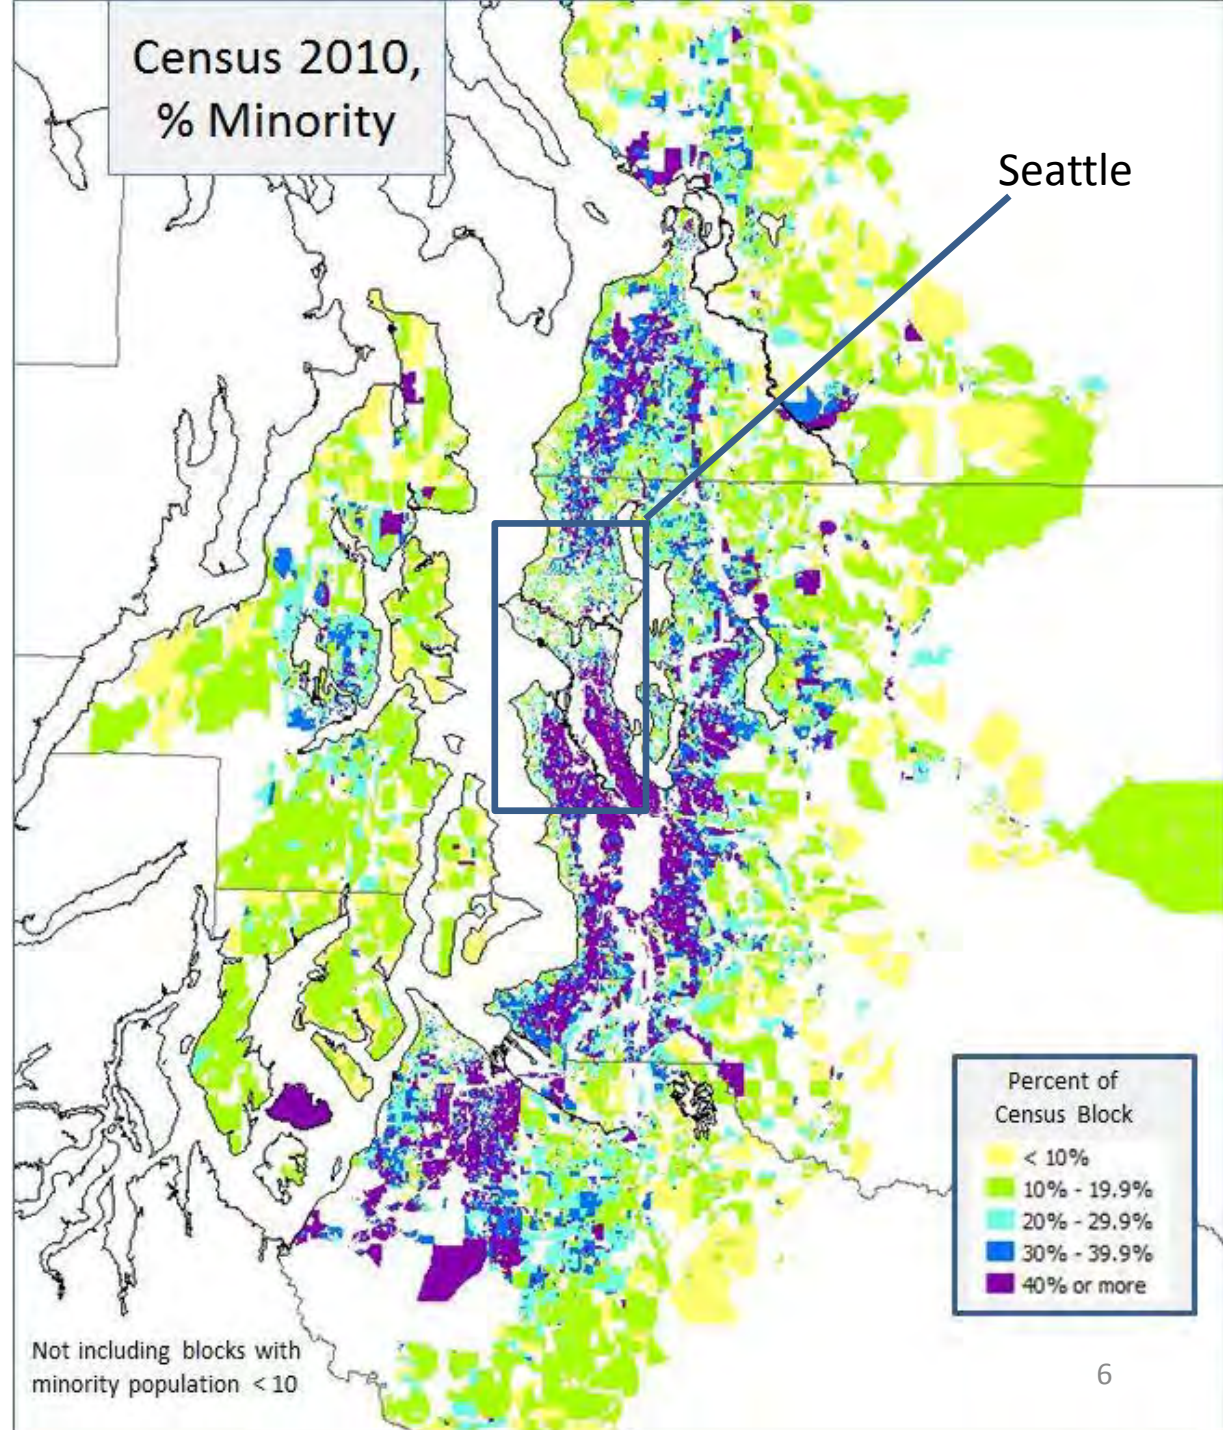 Census 2010,
% Minority
Seattle
Percent of
Census Block
< 10%
10% - 19.9%
20% - 29.9%
30% - 39.9%
40% or more
Not including blocks with
minority population < 10
6